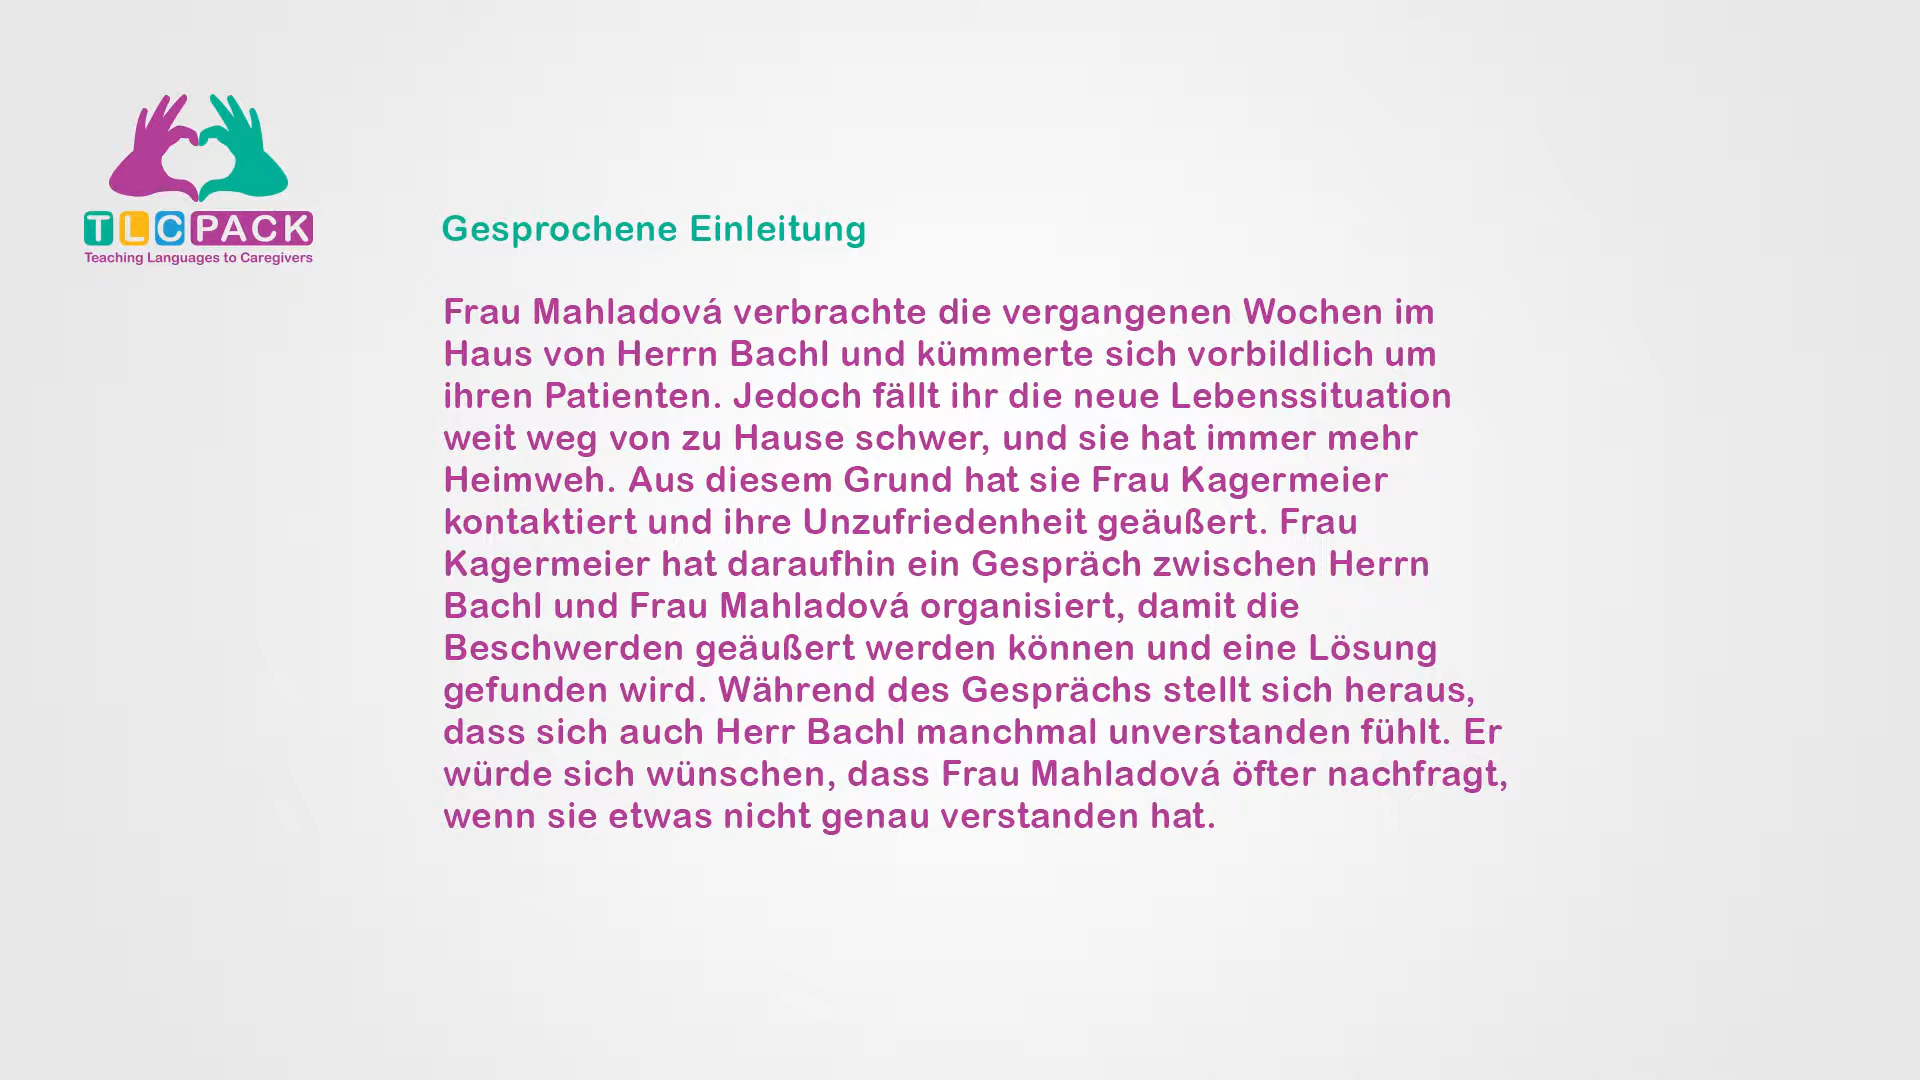 TLC PACK
Teaching Languages to Caregivers
Gesprochene Einleitung
Frau Mahladová verbrachte die vergangenen Wochen im
Haus von Herrn Bachl und kümmerte sich vorbildlich um
ihren Patienten. Jedoch fällt ihr die neue Lebenssituation
weit weg von zu Hause schwer, und sie hat immer mehr
Heimweh. Aus diesem Grund hat sie Frau Kagermeier
kontaktiert und ihre Unzufriedenheit geäußert. Frau
Kagermeier hat daraufhin ein Gespräch zwischen Herrn
Bachl und Frau Mahladová organisiert, damit die
Beschwerden geäußert werden können und eine Lösung
gefunden wird. Während des Gesprächs stellt sich heraus,
dass sich auch Herr Bachl manchmal unverstanden fühlt. Er
würde sich wünschen, dass Frau Mahladová öfter nachfragt,
wenn sie etwas nicht genau verstanden hat.